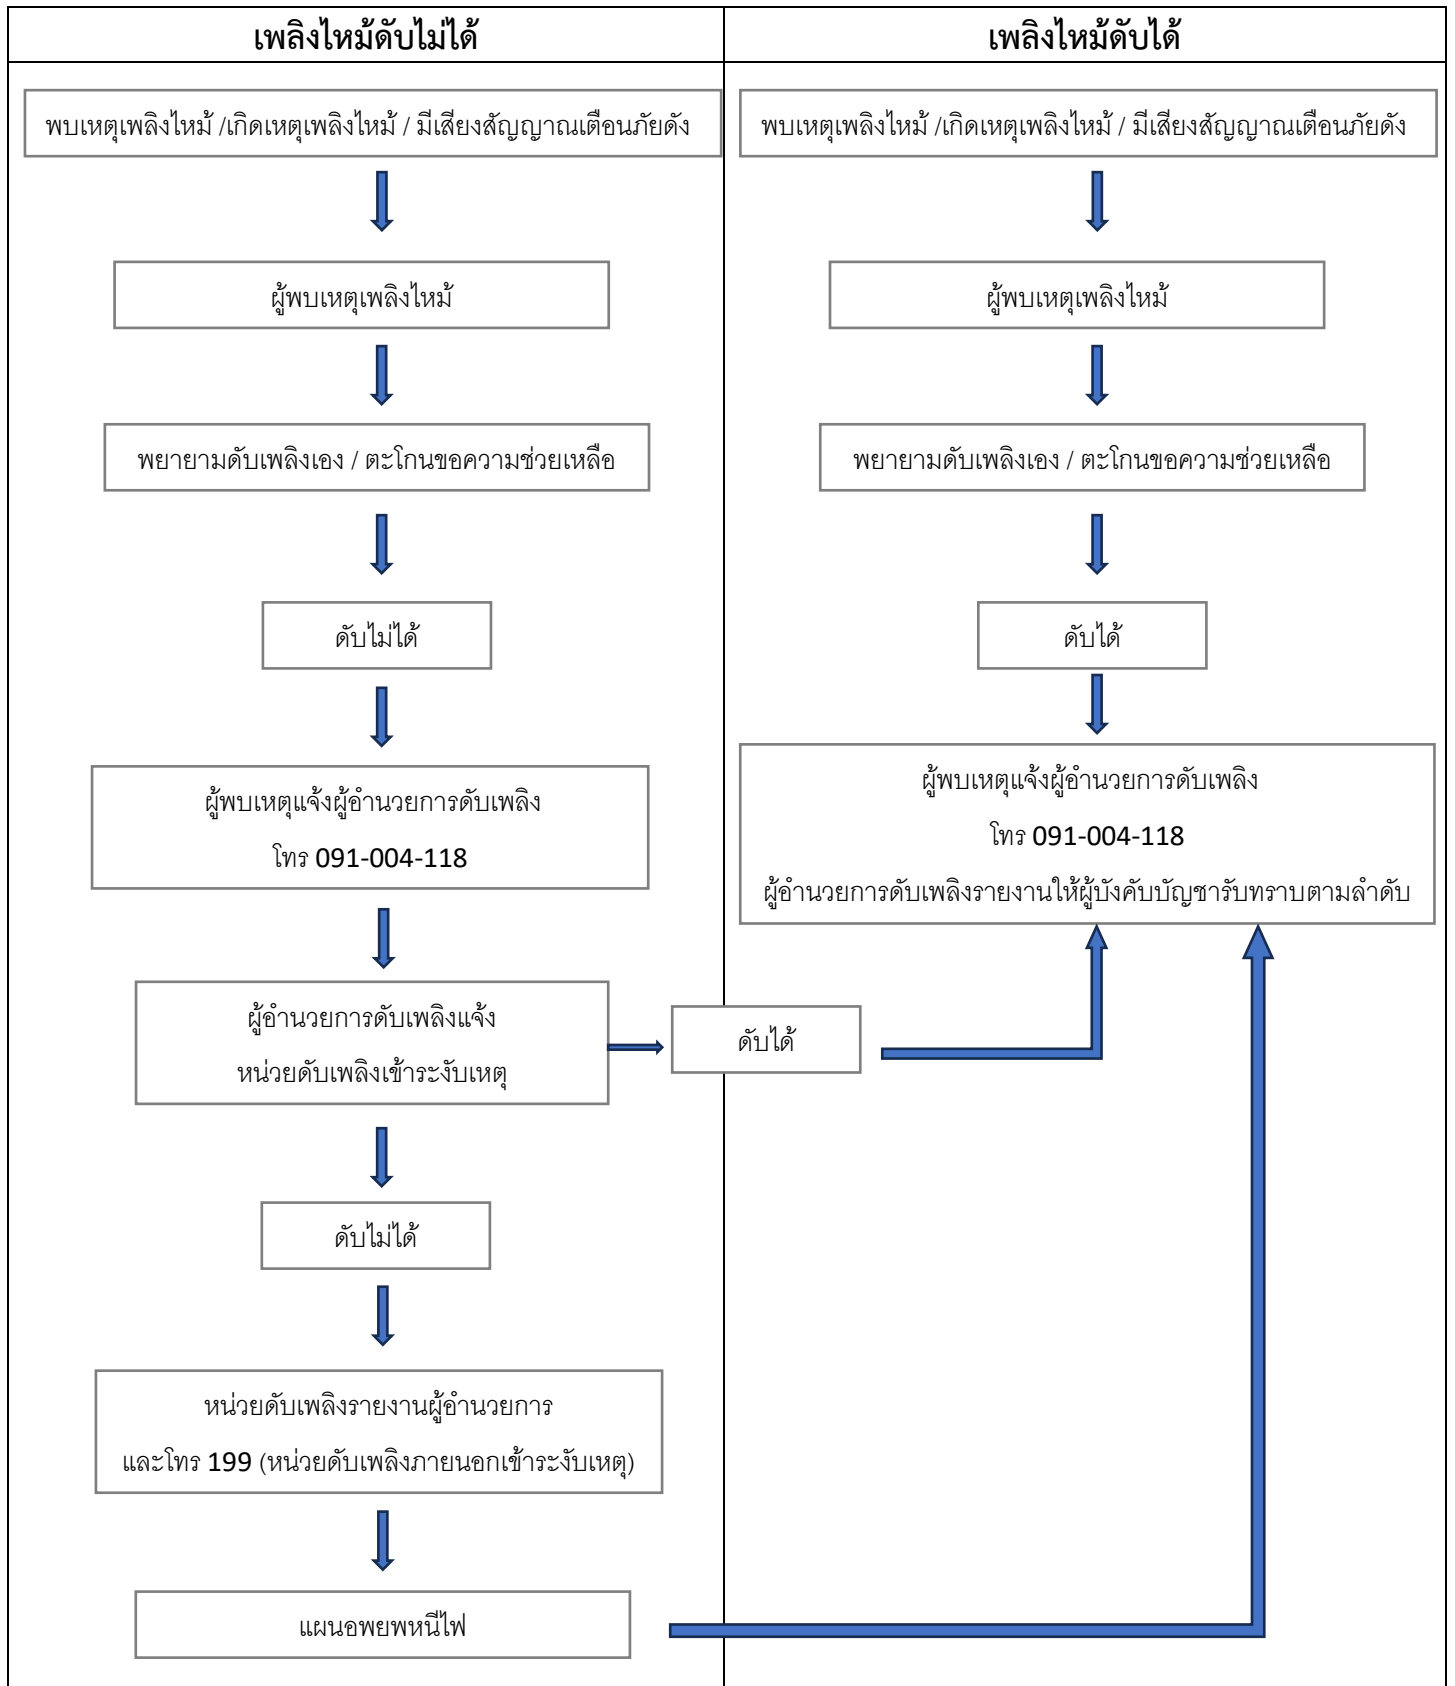 เพลิงไหม้ดับไม่ได้
พบเหตุเพลิงไหม้ /เกิดเหตุเพลิงไหม้ / มีเสียงสัญญาณเตือนภัยดัง
ผู้พบเหตุเพลิงไหม้
พยายามดับเพลิงเอง / ตะโกนขอความช่วยเหลือ
ดับไม่ได้
ผู้พบเหตุแจ้งผู้อำนวยการดับเพลิง
โทร 091-004-118
ผู้อำนวยการดับเพลิงแจ้ง
หน่วยดับเพลิงเข้าระงับเหตุ
ดับไม่ได้
หน่วยดับเพลิงรายงานผู้อำนวยการ
และโทร 199 (หน่วยดับเพลิงภายนอกเข้าระงับเหตุ)
แผนอพยพหนีไฟ
เพลิงไหม้ดับได้
พบเหตุเพลิงไหม้ /เกิดเหตุเพลิงไหม้ / มีเสียงสัญญาณเตือนภัยดัง
ผู้พบเหตุเพลิงไหม้
พยายามดับเพลิงเอง / ตะโกนขอความช่วยเหลือ
ดับได้
ผู้พบเหตุแจ้งผู้อำนวยการดับเพลิง
โทร 091-004-118
ผู้อำนวยการดับเพลิงรายงานให้ผู้บังคับบัญชารับทราบตามลำดับ
ดับได้